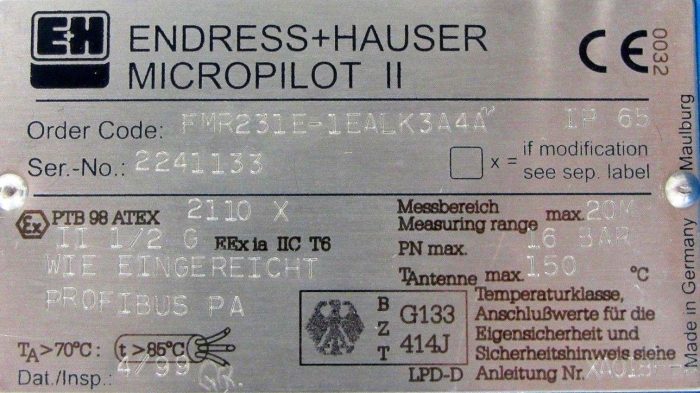 E+H ENDRESS+HAUSER
MICROPILOT II
CE 0032
Order Code: FMR231E-1EALK3A4A IP 65
Ser.-No.: 2241133
x = if modification
see sep. label
Ex PTB 98 ATEX 2110 X
II 1/2 G EEx ia IIC T6
WIE EINGEREICHT
PROFIBUS PA
TA>70°C: t>85°C
Dat./Insp.: 4/99
Messbereich
Measuring range max. 20M
PN max. 16 BAR
TAntenne max. 150 °C
BZT G133
414J
LPD-D
Temperaturklasse,
Anschlußwerte für die
Eigensicherheit und
Sicherheitshinweis siehe
Anleitung Nr.
Made in Germany Maulburg